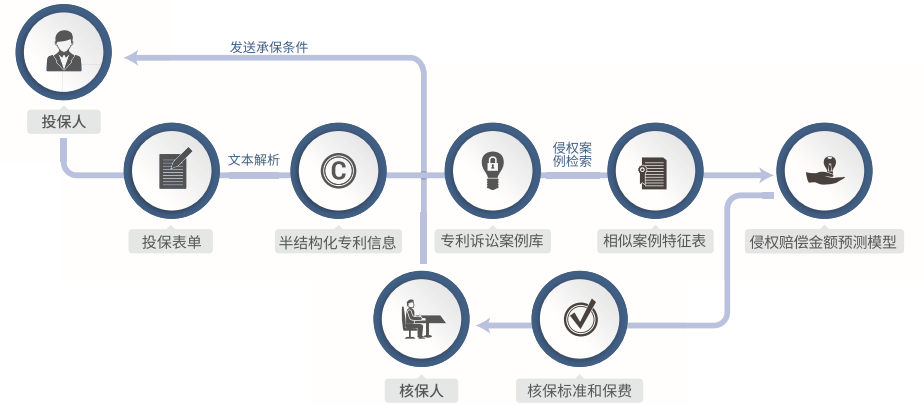 发送承保条件
投保人
文本解析
侵权案
例检索
C
投保表单
半结构化专利信息
专利诉讼案例库
相似案例特征表
侵权赔偿金额预测模型
核保人
核保标准和保费